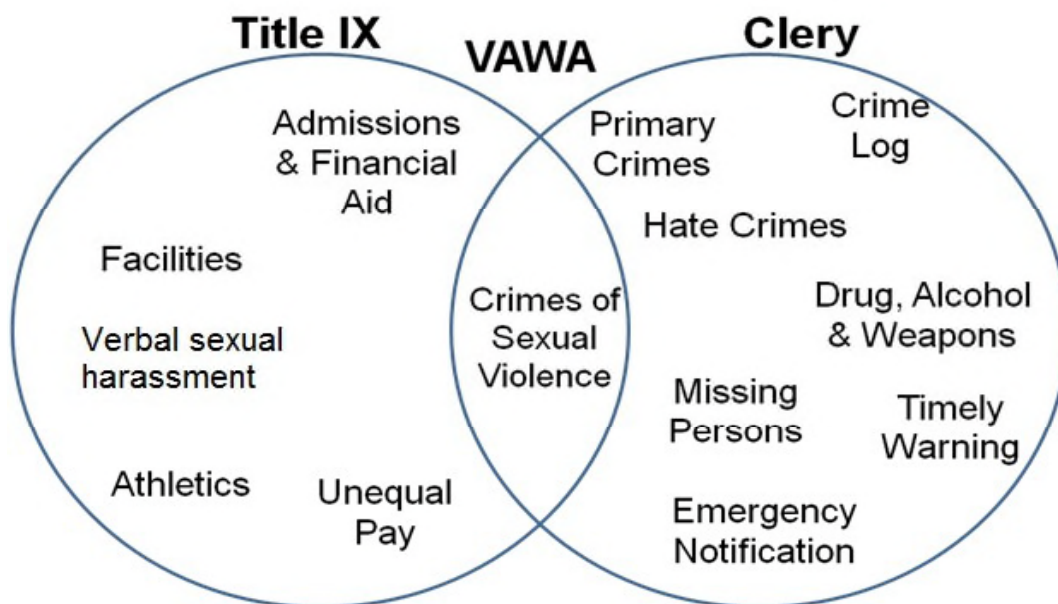 Title IX
VAWA
Clery
Admissions
& Financial
Aid
Facilities
Verbal sexual
harassment
Athletics
Unequal
Pay
Crimes of
Sexual
Violence
Primary
Crimes
Crime
Log
Hate Crimes
Drug, Alcohol
& Weapons
Missing
Persons
Timely
Warning
Emergency
Notification